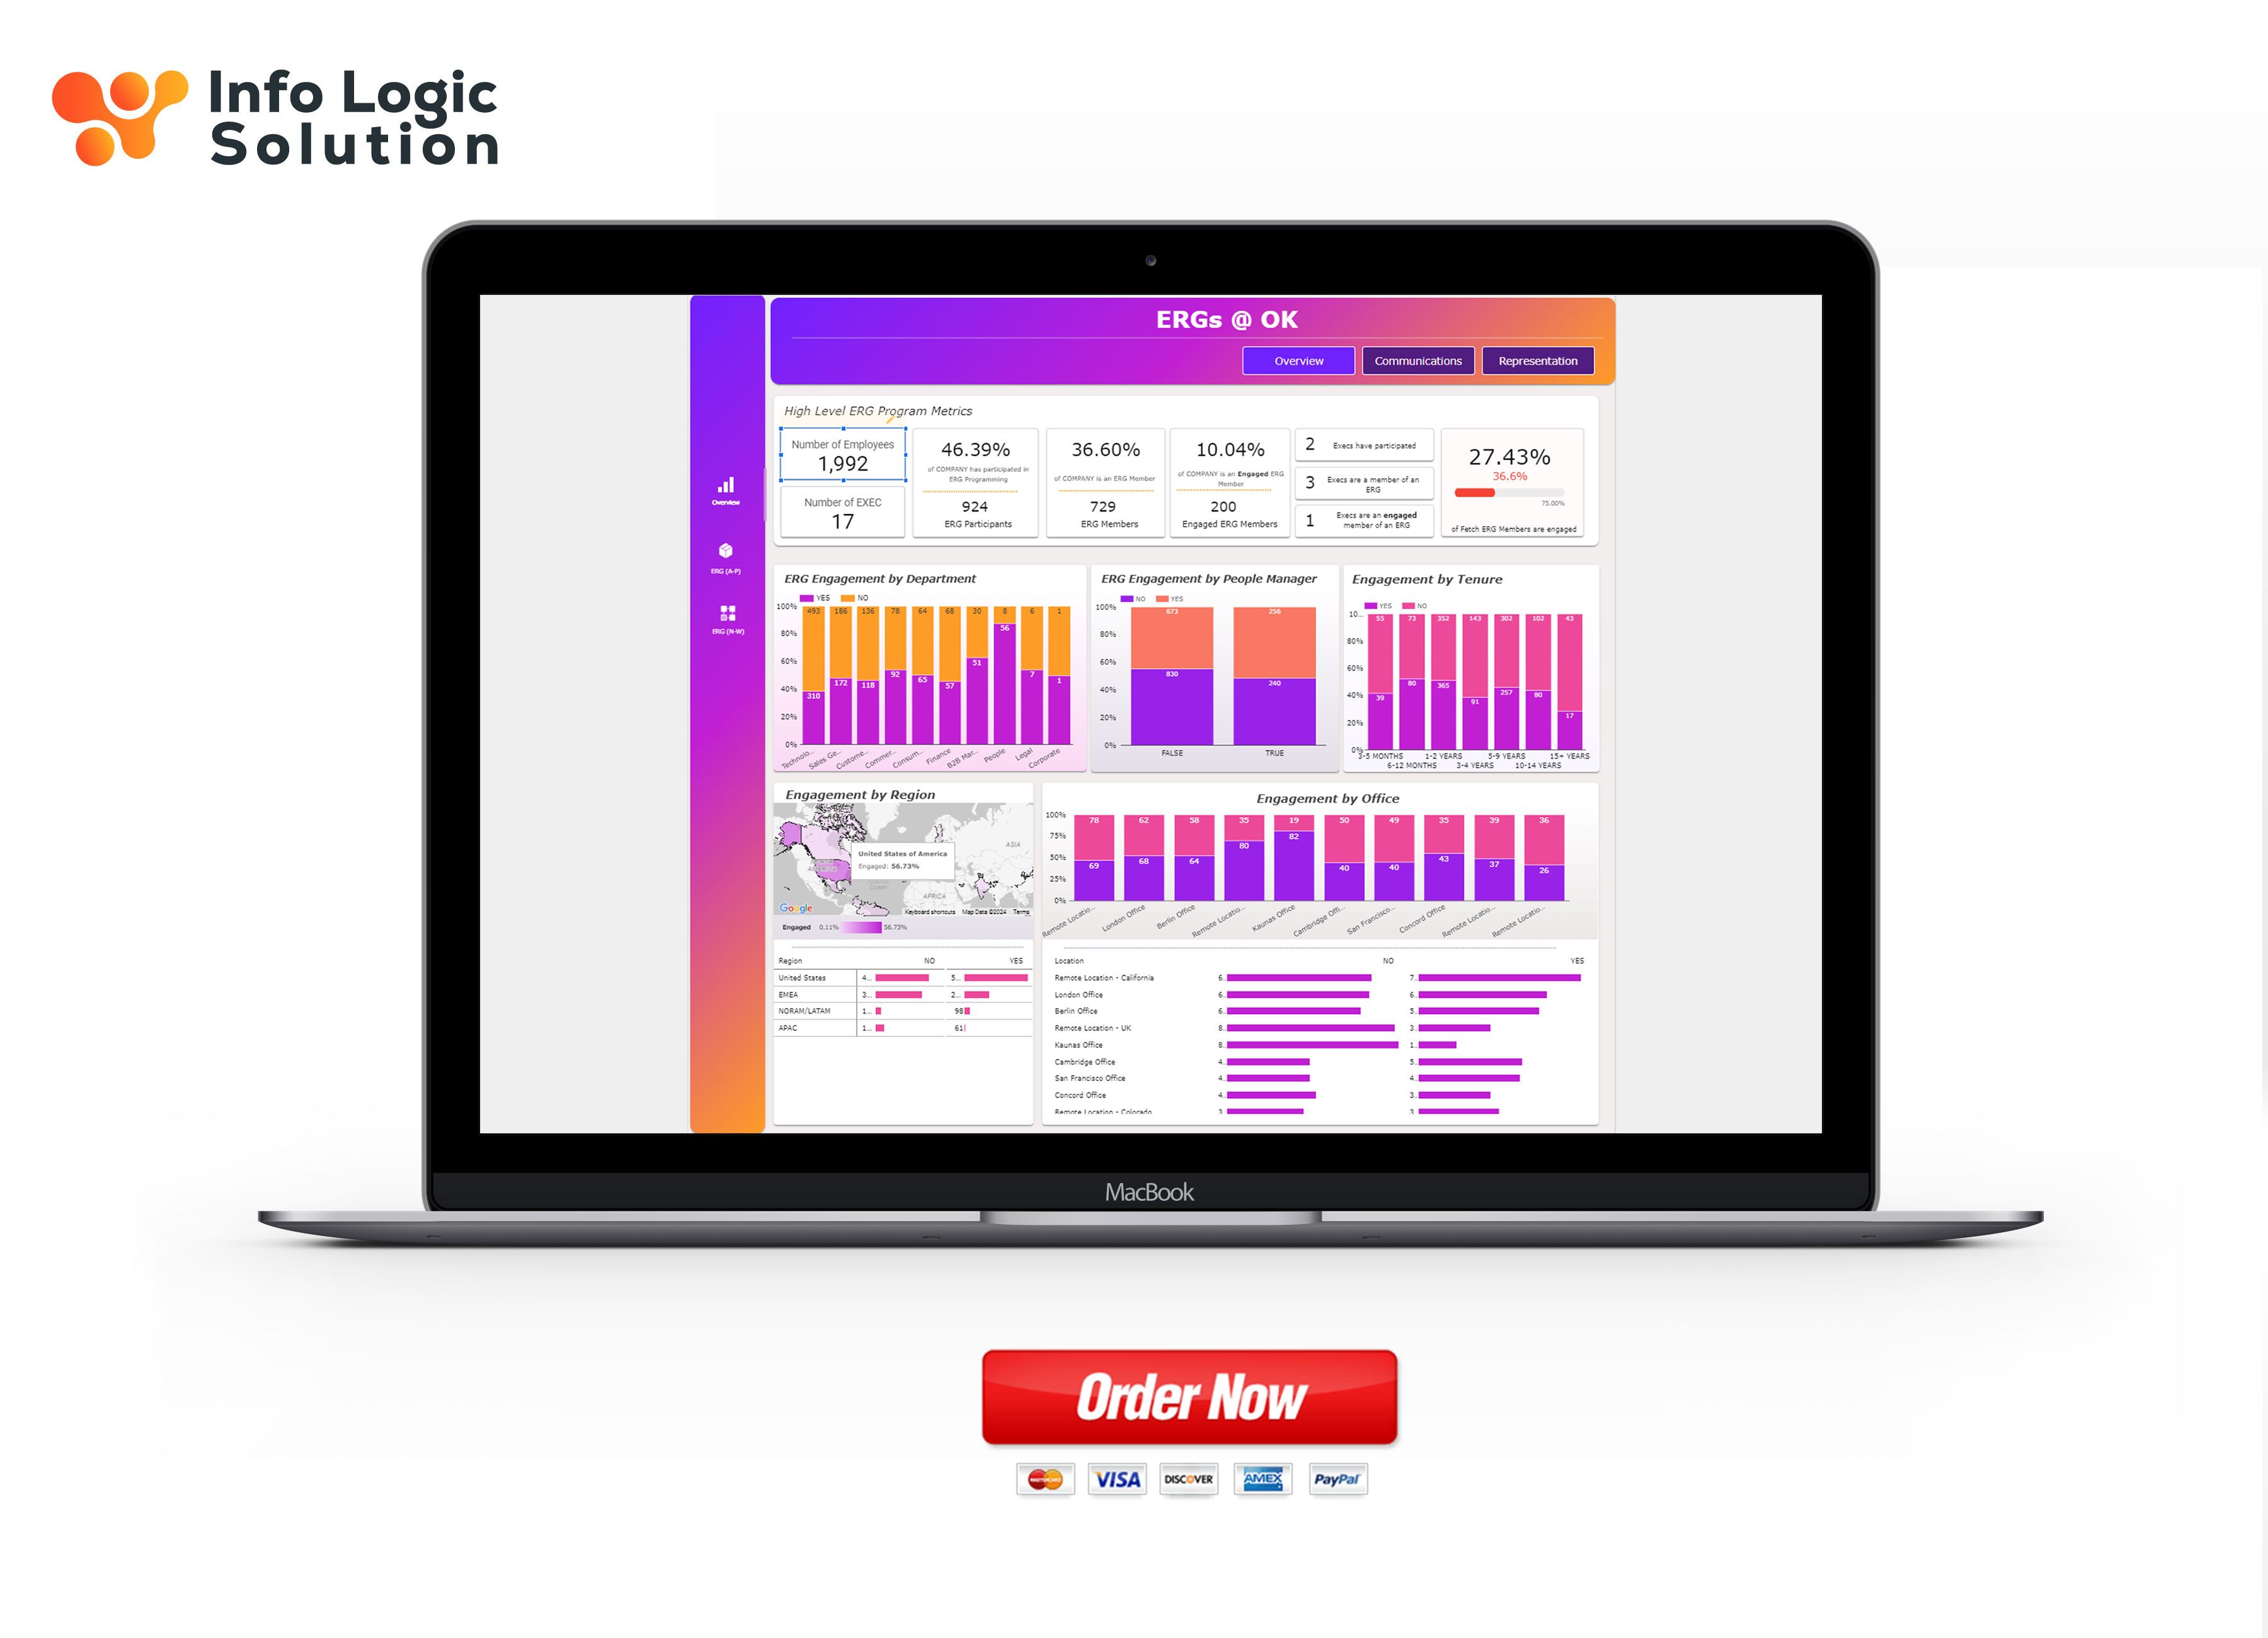 Info Logic
Solution
ERGs @ OK
Overview
Communications
Representation
Overview
ERG (A-P)
ERG (N-W)
High Level ERG Program Metrics
Number of Employees
1,992
Number of EXEC
17
46.39%
of COMPANY has participated in
ERG Programming
924
ERG Participants
36.60%
of COMPANY is an ERG Member
729
ERG Members
10.04%
of COMPANY is an Engaged ERG
Member
200
Engaged ERG Members
2 Execs have participated
3 Execs are a member of an
ERG
1 Execs are an engaged
member of an ERG
27.43%
36.6%
75.00%
of Fetch ERG Members are engaged
ERG Engagement by Department
YES NO
100%
80%
60%
40%
20%
0%
493 186 136 78 64 68 30 8 6 1
310 172 118 92 65 57 51 56 7 1
Technolo... Sales Ge... Custome... Commer... Consum... Finance B2B Mar... People Legal Corporate
ERG Engagement by People Manager
NO YES
100%
80%
60%
40%
20%
0%
673 256
830 240
FALSE TRUE
Engagement by Tenure
YES NO
10...
80%
60%
40%
20%
0%
55 73 352 143 302 102 43
39 80 365 91 257 80 17
3-5 MONTHS 1-2 YEARS 5-9 YEARS 15+ YEARS
6-12 MONTHS 3-4 YEARS 10-14 YEARS
Engagement by Region
United States of America
Engaged: 56.73%
ASIA
AFRICA
Ocean
Google
Keyboard shortcuts Map Data ©2024 Terms
Engaged 0.11% 56.73%
Region NO YES
United States 4... 5...
EMEA 3... 2...
NORAM/LATAM 1... 98
APAC 1... 61
Engagement by Office
100%
75%
50%
25%
0%
78 62 58 35 19 50 49 35 39 36
69 68 64 80 82 40 40 43 37 26
Remote Locatio... London Office Berlin Office Remote Locatio... Kaunas Office Cambridge Offi... San Francisco... Concord Office Remote Locatio... Remote Locatio...
Location NO YES
Remote Location - California 6.. 7..
London Office 6.. 6..
Berlin Office 6.. 5..
Remote Location - UK 8.. 3..
Kaunas Office 8.. 1..
Cambridge Office 4.. 5..
San Francisco Office 4.. 4..
Concord Office 4.. 3..
Remote Location - Colorado 3.. 3..
MacBook
Order Now
MasterCard
VISA
DISCOVER
AMEX
PayPal